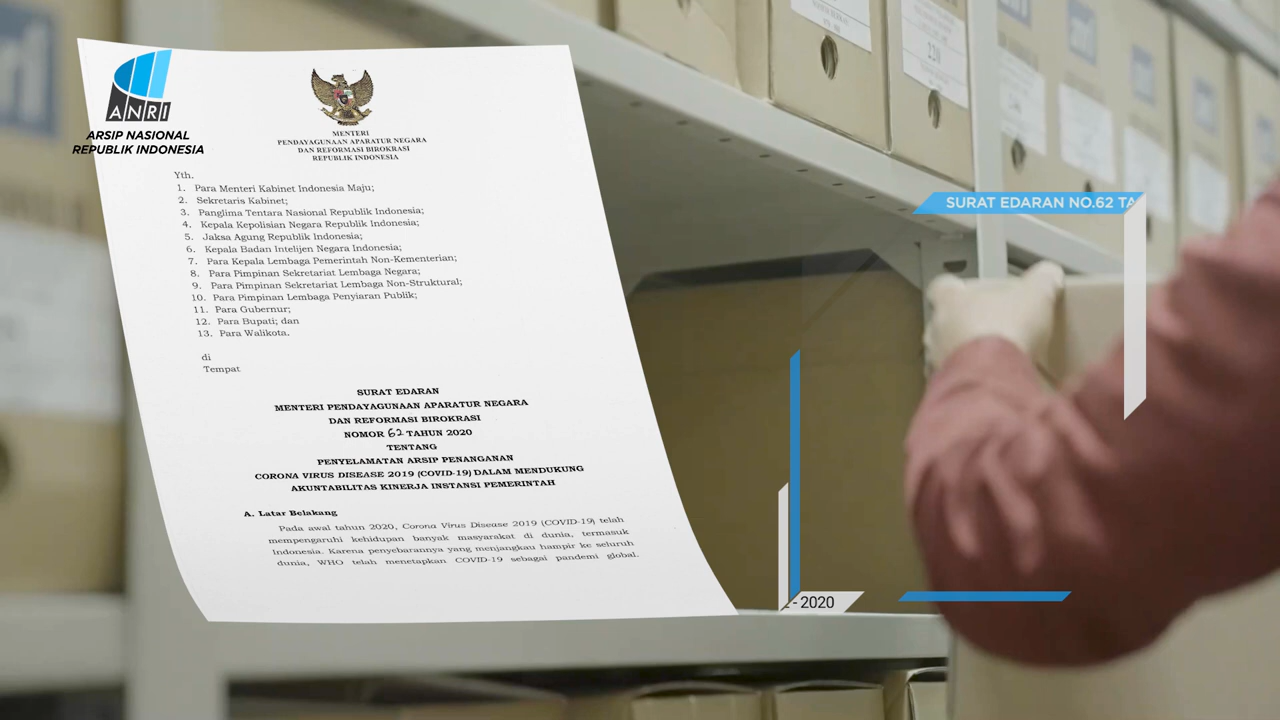 ANRI
ARSIP NASIONAL
REPUBLIK INDONESIA
MENTERI
PENDAYAGUNAAN APARATUR NEGARA
DAN REFORMASI BIROKRASI
REPUBLIK INDONESIA
Yth.
1. Para Menteri Kabinet Indonesia Maju;
2. Sekretaris Kabinet;
3. Panglima Tentara Nasional Republik Indonesia;
4. Kepala Kepolisian Negara Republik Indonesia;
5. Jaksa Agung Republik Indonesia;
6. Kepala Badan Intelijen Negara Indonesia;
7. Para Kepala Lembaga Pemerintah Non-Kementerian;
8. Para Pimpinan Sekretariat Lembaga Negara;
9. Para Pimpinan Sekretariat Lembaga Non-Struktural;
10. Para Pimpinan Lembaga Penyiaran Publik;
11. Para Gubernur;
12. Para Bupati; dan
13. Para Walikota.
di
Tempat
SURAT EDARAN
MENTERI PENDAYAGUNAAN APARATUR NEGARA
DAN REFORMASI BIROKRASI
NOMOR 62 TAHUN 2020
TENTANG
PENYELAMATAN ARSIP PENANGANAN
CORONA VIRUS DISEASE 2019 (COVID-19) DALAM MENDUKUNG
AKUNTABILITAS KINERJA INSTANSI PEMERINTAH
A. Latar Belakang
Pada awal tahun 2020, Corona Virus Disease 2019 (COVID-19) telah
mempengaruhi kehidupan banyak masyarakat di dunia, termasuk
Indonesia. Karena penyebarannya yang menjangkau hampir ke seluruh
dunia, WHO telah menetapkan COVID-19 sebagai pandemi global.
SURAT EDARAN NO.62 TA
- 2020
220